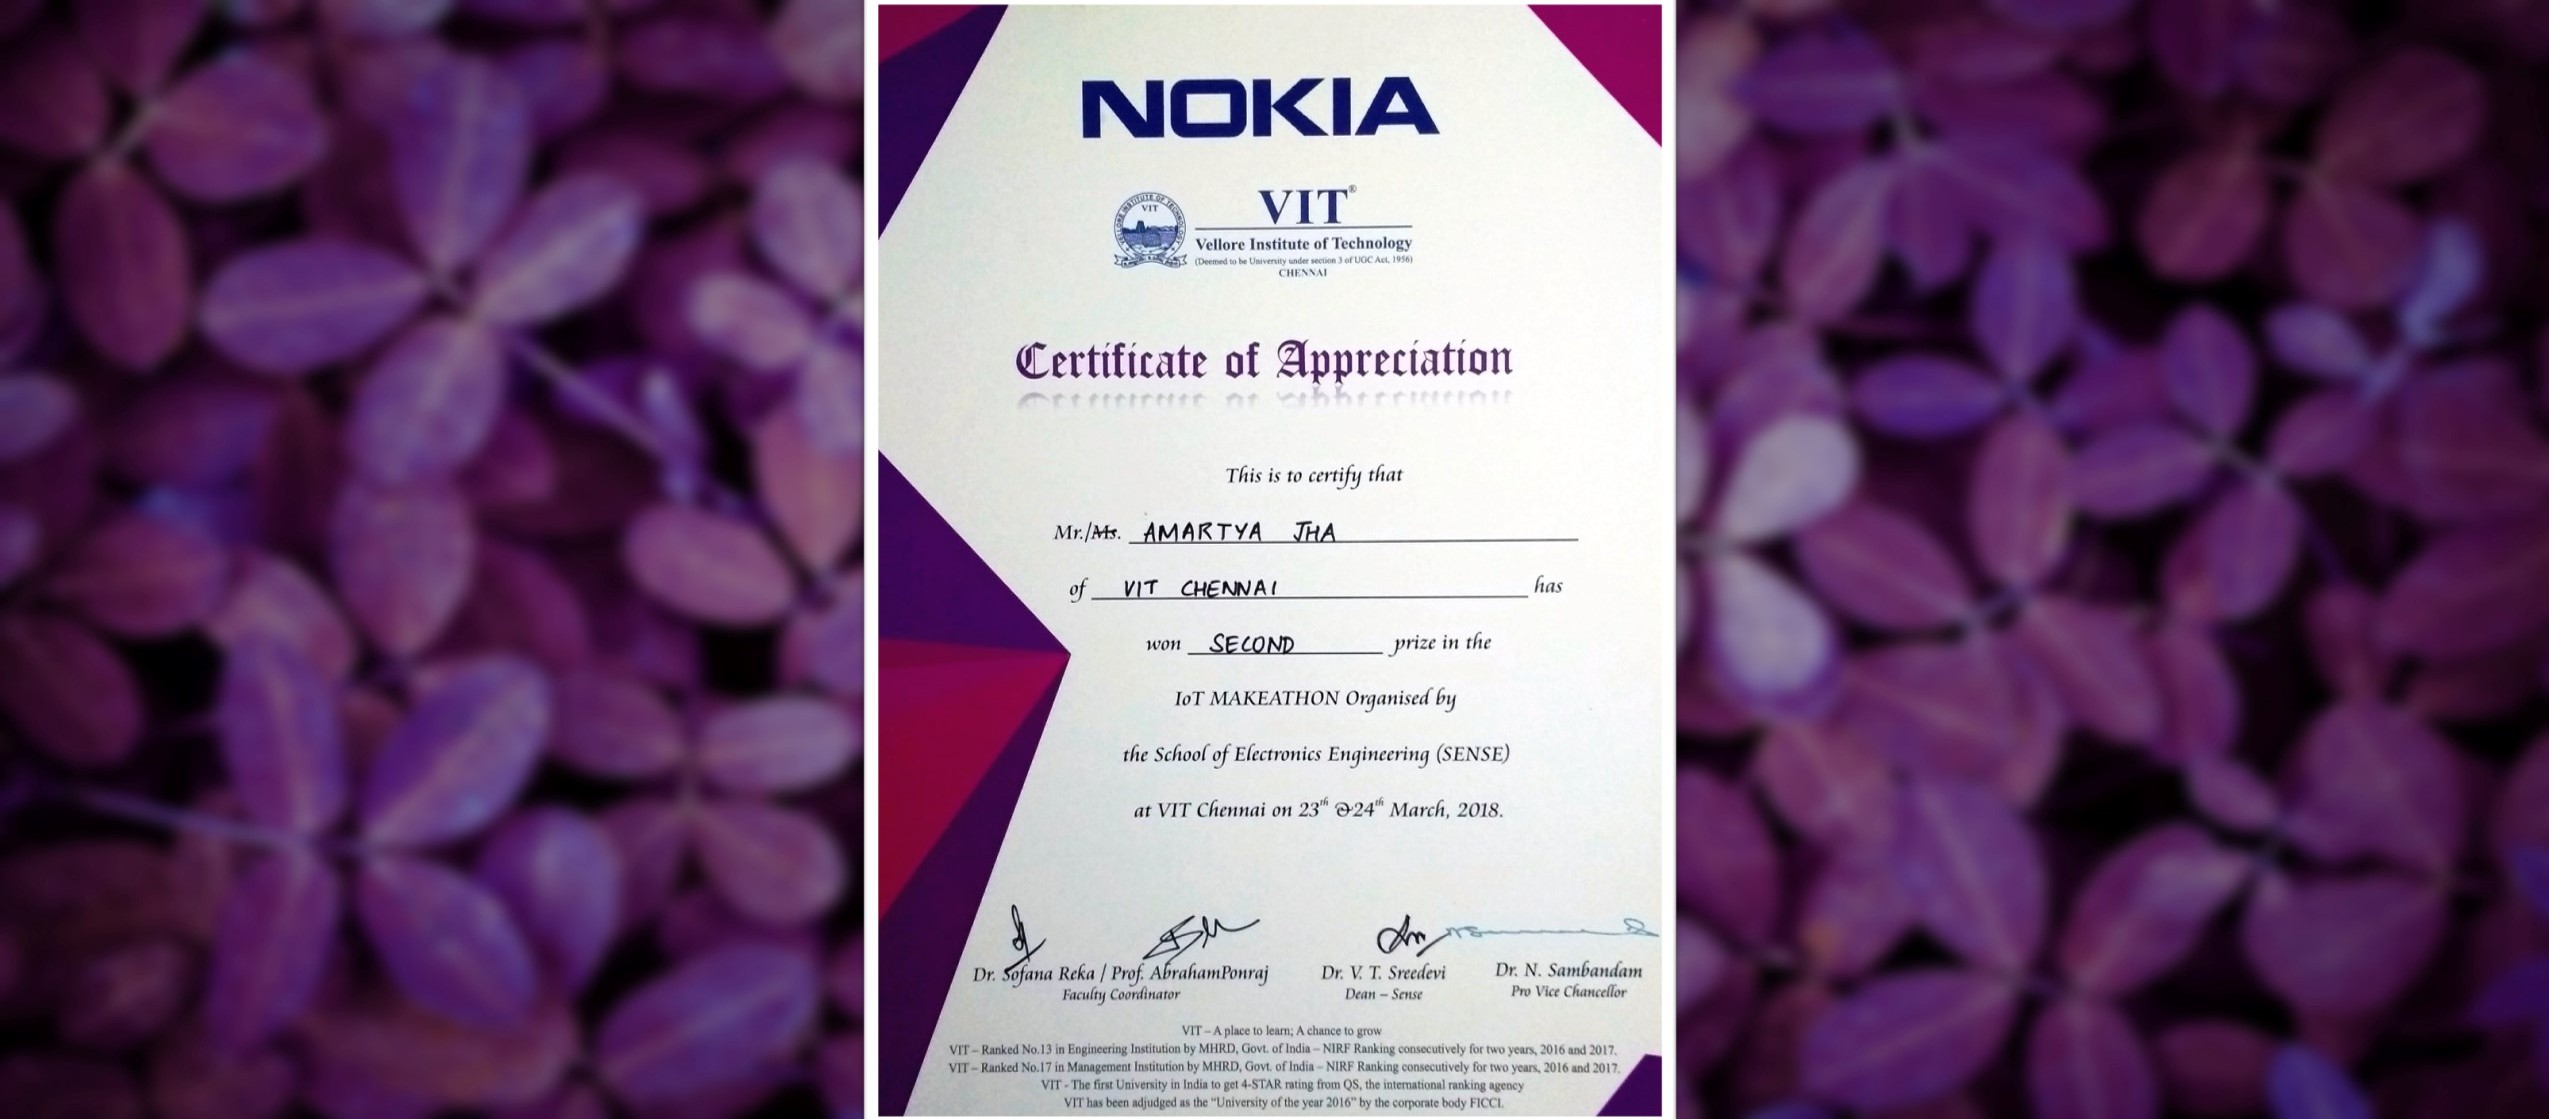 NOKIA
VIT®
VELLORE INSTITUTE OF TECHNOLOGY
VIT
Vellore Institute of Technology
(Deemed to be University under section 3 of UGC Act, 1956)
CHENNAI
Certificate of Appreciation
This is to certify that
Mr./Ms. AMARTYA JHA
of VIT CHENNAI has
won SECOND prize in the
IoT MAKEATHON Organised by
the School of Electronics Engineering (SENSE)
at VIT Chennai on 23th & 24th March, 2018.
Dr. Sofana Reka / Prof. AbrahamPonraj
Faculty Coordinator
Dr. V. T. Sreedevi
Dean – Sense
Dr. N. Sambandam
Pro Vice Chancellor
VIT – A place to learn; A chance to grow
VIT – Ranked No.13 in Engineering Institution by MHRD, Govt. of India – NIRF Ranking consecutively for two years, 2016 and 2017.
VIT – Ranked No.17 in Management Institution by MHRD, Govt. of India – NIRF Ranking consecutively for two years, 2016 and 2017.
VIT - The first University in India to get 4-STAR rating from QS, the international ranking agency
VIT has been adjudged as the "University of the year 2016" by the corporate body FICCI.